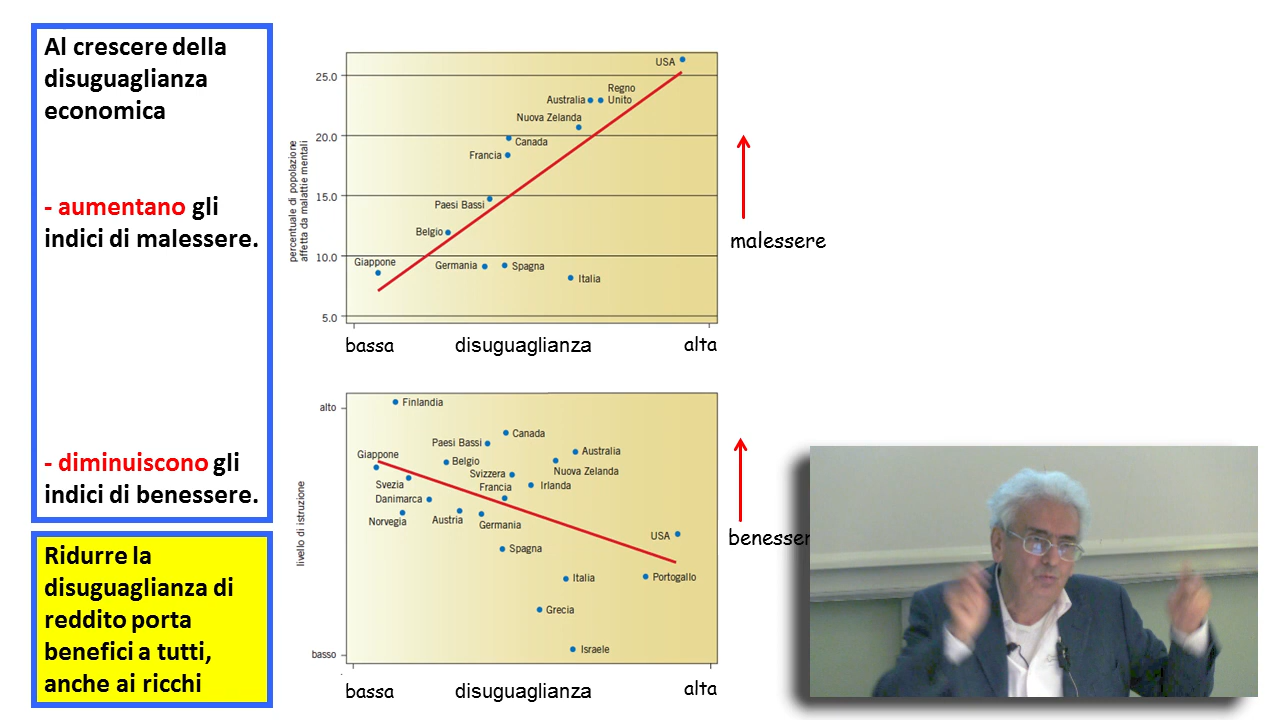 Al crescere della
disuguaglianza
economica
- aumentano gli
indici di malessere.
- diminuiscono gli
indici di benessere.
Ridurre la
disuguaglianza di
reddito porta
benefici a tutti,
anche ai ricchi
percentuale di popolazione
affetta da malattie mentali
25.0
20.0
15.0
10.0
5.0
USA
Regno
Unito
Australia
Nuova Zelanda
Canada
Francia
Paesi Bassi
Belgio
Giappone
Germania
Spagna
Italia
bassa
disuguaglianza
alta
malessere
livello di istruzione
alto
basso
Finlandia
Canada
Paesi Bassi
Australia
Giappone
Belgio
Nuova Zelanda
Svizzera
Svezia
Francia
Irlanda
Danimarca
Norvegia
Austria
Germania
USA
Spagna
Italia
Portogallo
Grecia
Israele
bassa
disuguaglianza
alta
benesser